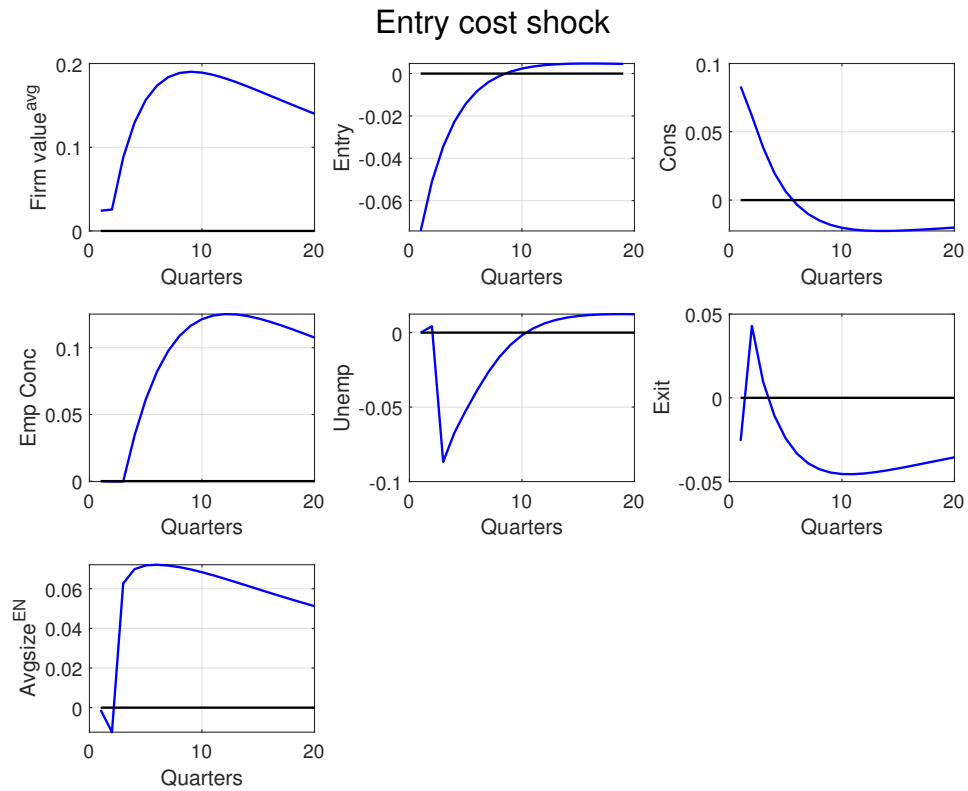 Entry cost shock
Firm value^avg
0.2
0.1
0
0
10
20
Quarters
Entry
0
-0.02
-0.04
-0.06
0
10
20
Quarters
Cons
0.1
0.05
0
0
10
20
Quarters
Emp Conc
0.1
0.05
0
0
10
20
Quarters
Unemp
0
-0.05
-0.1
0
10
20
Quarters
Exit
0.05
0
-0.05
0
10
20
Quarters
Avgsize^EN
0.06
0.04
0.02
0
0
10
20
Quarters